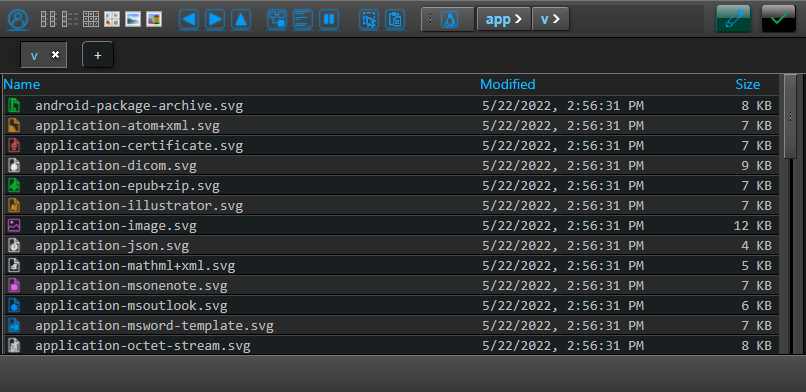 app > v >
v ✖ +
Name Modified Size
android-package-archive.svg 5/22/2022, 2:56:31 PM 8 KB
application-atom+xml.svg 5/22/2022, 2:56:31 PM 7 KB
application-certificate.svg 5/22/2022, 2:56:31 PM 7 KB
application-dicom.svg 5/22/2022, 2:56:31 PM 9 KB
application-epub+zip.svg 5/22/2022, 2:56:31 PM 7 KB
application-illustrator.svg 5/22/2022, 2:56:31 PM 7 KB
application-image.svg 5/22/2022, 2:56:31 PM 12 KB
application-json.svg 5/22/2022, 2:56:31 PM 4 KB
application-mathml+xml.svg 5/22/2022, 2:56:31 PM 5 KB
application-msonenote.svg 5/22/2022, 2:56:31 PM 7 KB
application-msoutlook.svg 5/22/2022, 2:56:31 PM 6 KB
application-msword-template.svg 5/22/2022, 2:56:31 PM 7 KB
application-octet-stream.svg 5/22/2022, 2:56:31 PM 8 KB